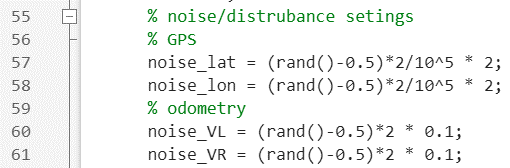 55 % noise/distrubance setings
56 % GPS
57 noise_lat = (rand()-0.5)*2/10^5 * 2;
58 noise_lon = (rand()-0.5)*2/10^5 * 2;
59 % odometry
60 noise_VL = (rand()-0.5)*2 * 0.1;
61 noise_VR = (rand()-0.5)*2 * 0.1;